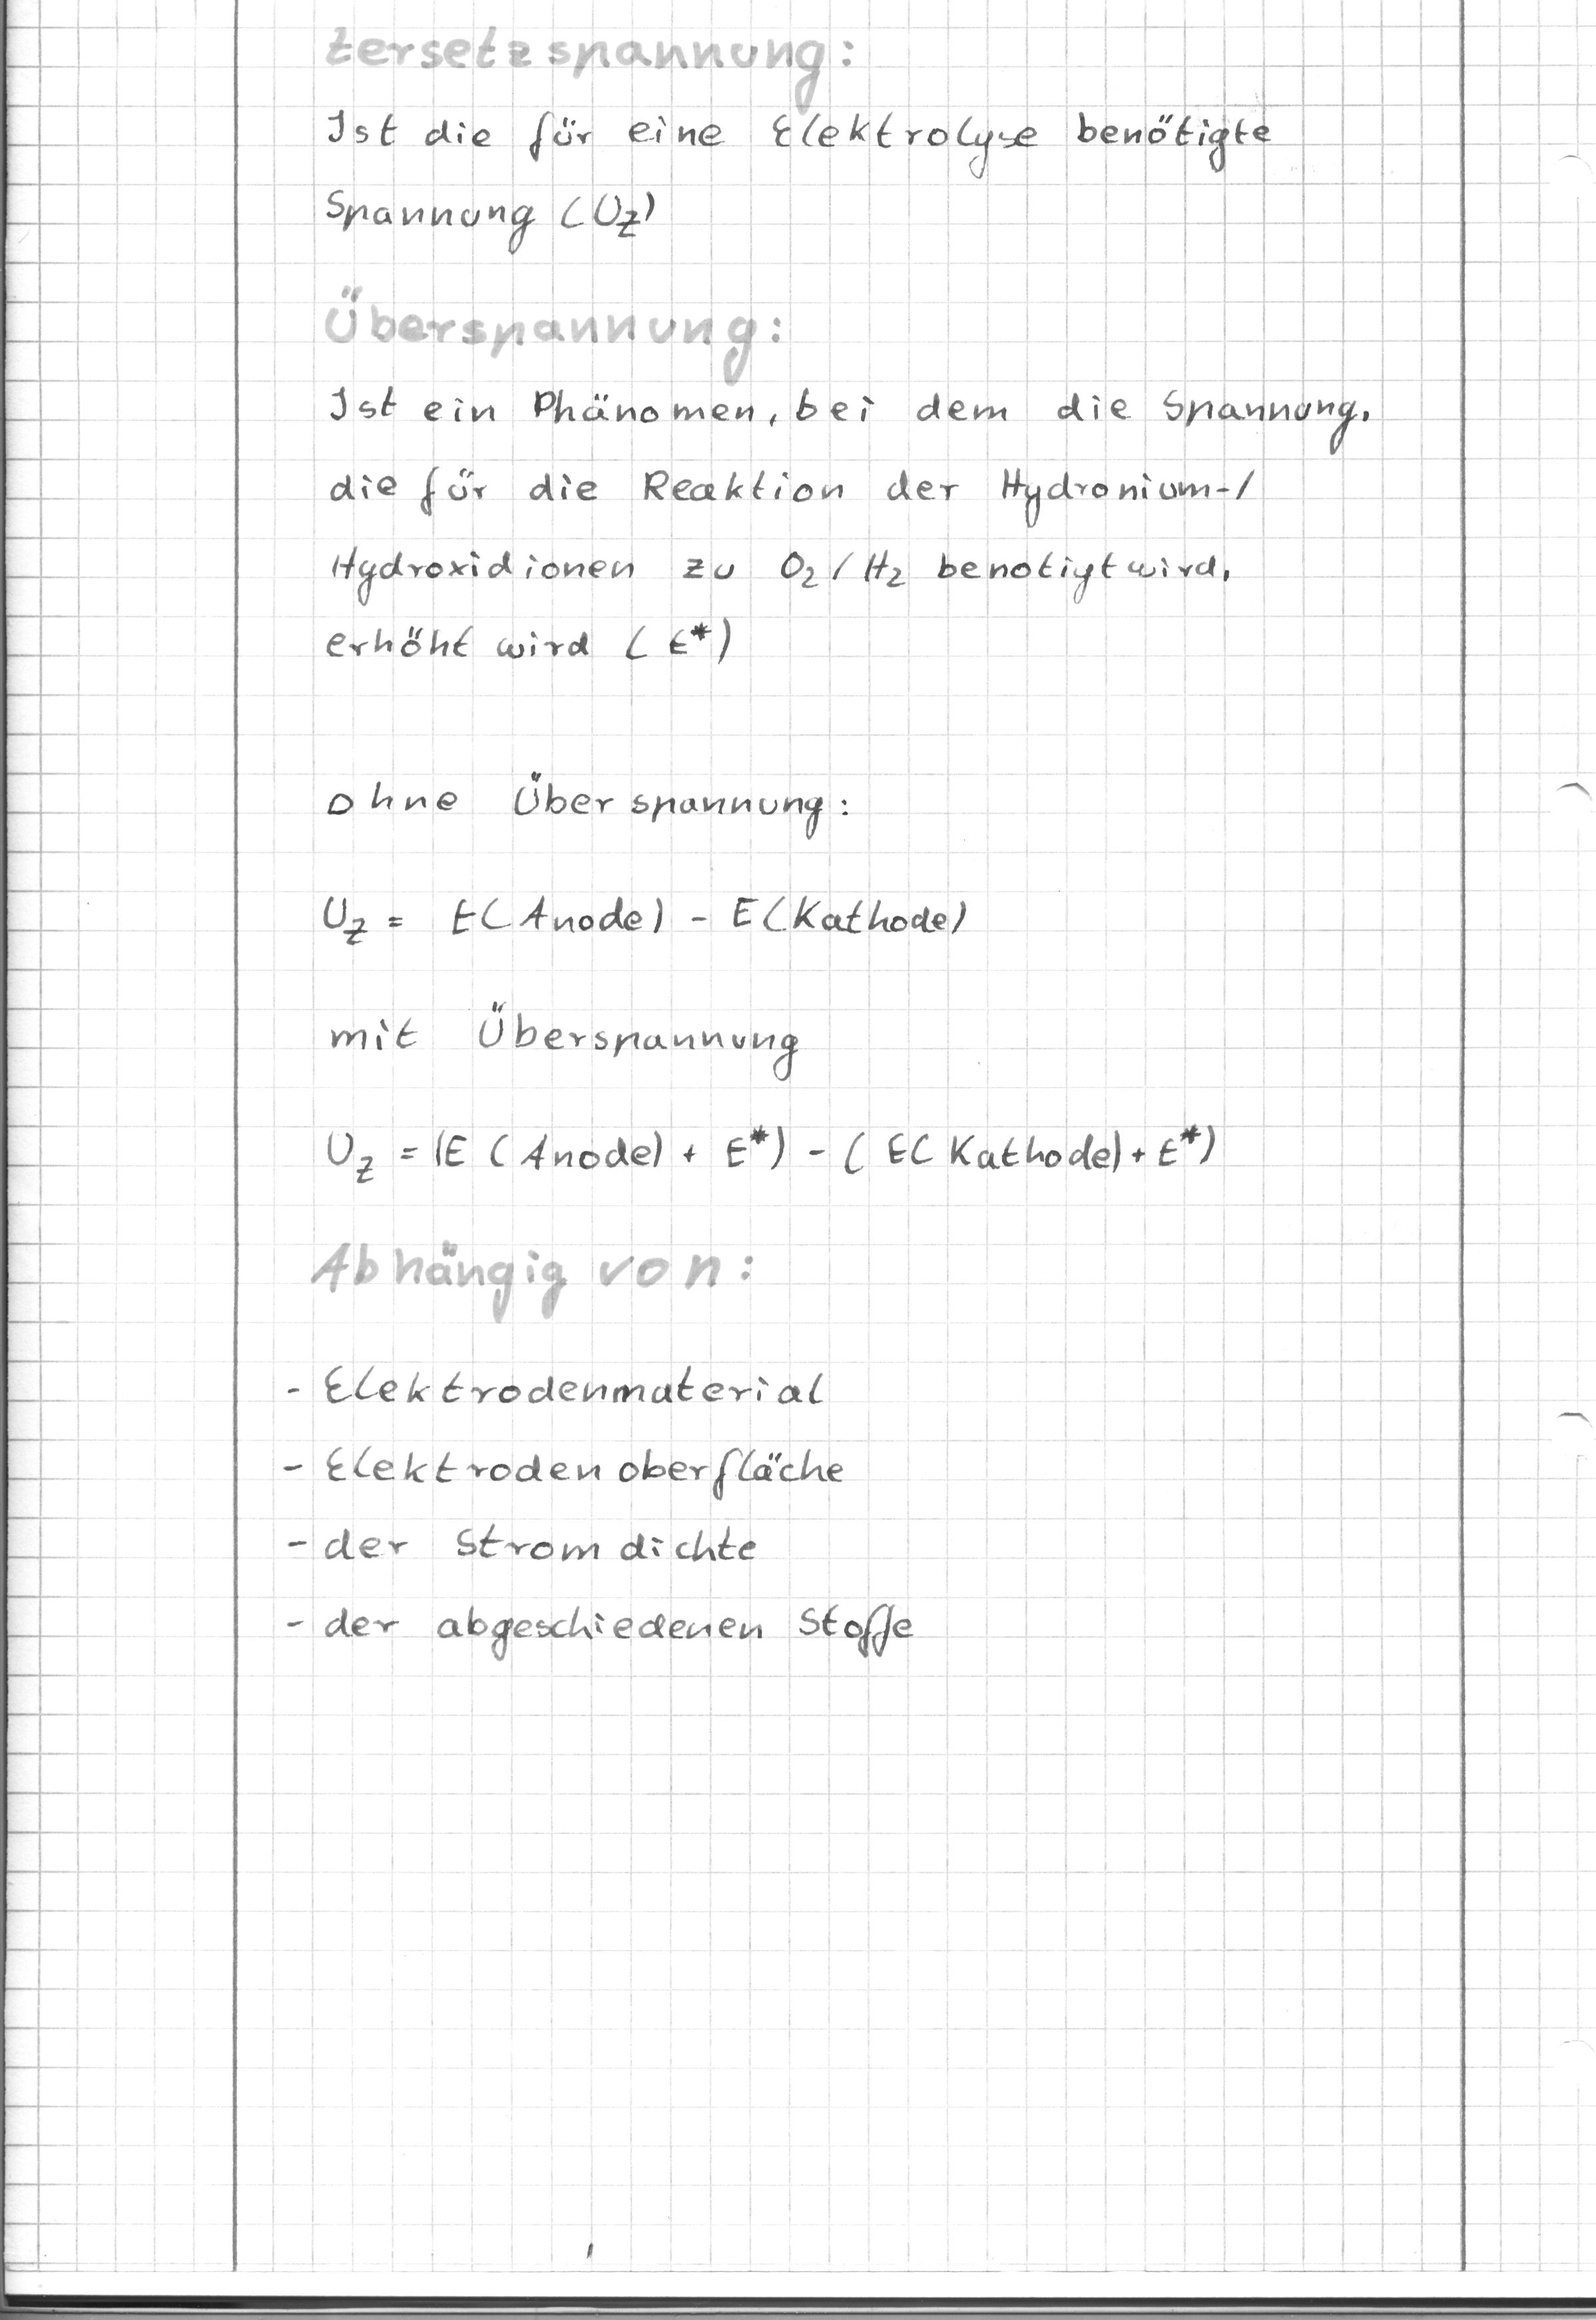 Zersetzspannung:
Ist die für eine Elektrolyse benötigte
Spannung (U_Z)
Überspannung:
Ist ein Phänomen, bei dem die Spannung,
die für die Reaktion der Hydronium-/
Hydroxidionen zu O₂/H₂ benotigt wird,
erhöht wird (E*)
ohne Überspannung:
U_Z = E(Anode) - E(Kathode)
mit Überspannung
U_Z = (E(Anode) + E*) - (E(Kathode) + E*)
Abhängig von:
- Elektrodenmaterial
- Elektrodenoberfläche
- der Stromdichte
- der abgeschiedenen Stoffe